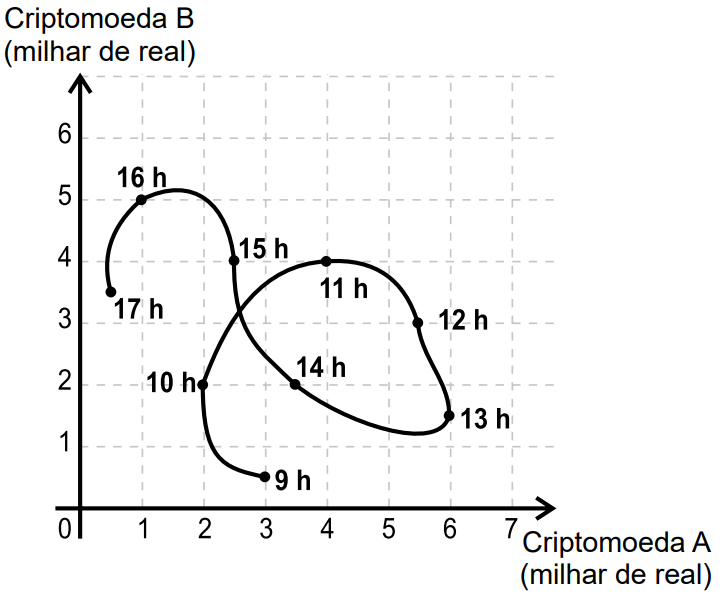 Criptomoeda B
(milhar de real)
6
16 h
5
15 h
4
11 h
17 h
3
12 h
14 h
10 h
2
13 h
1
9 h
0 1 2 3 4 5 6 7
Criptomoeda A
(milhar de real)